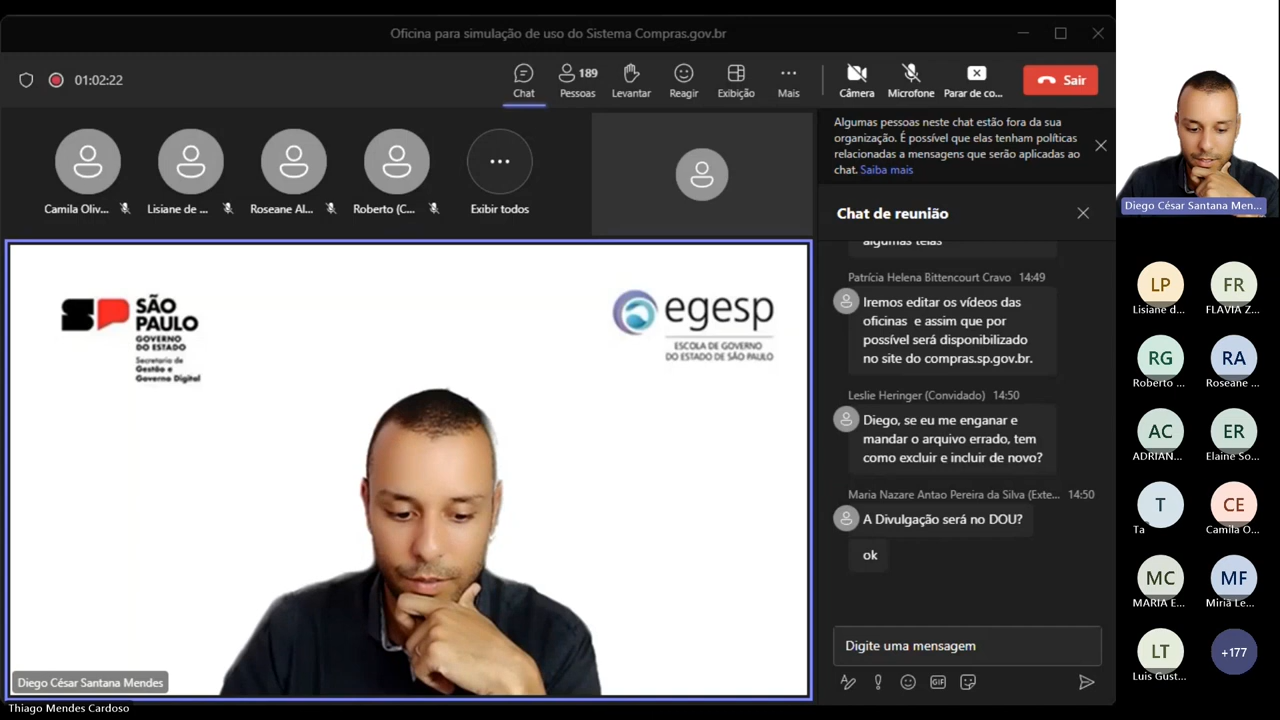 Oficina para simulação de uso do Sistema Compras.gov.br
01:02:22
Chat
189
Pessoas
Levantar
Reagir
Exibição
Mais
Câmera
Microfone
Parar de co...
Sair
Camila Oliv...
Lisiane de ...
Roseane Al...
Roberto (C...
Exibir todos
Algumas pessoas neste chat estão fora da sua
organização. É possível que elas tenham políticas
relacionadas a mensagens que serão aplicadas ao
chat. Saiba mais
Chat de reunião
algumas telas
Patrícia Helena Bittencourt Cravo 14:49
Iremos editar os vídeos das
oficinas e assim que por
possível será disponibilizado
no site do compras.sp.gov.br.
Leslie Heringer (Convidado) 14:50
Diego, se eu me enganar e
mandar o arquivo errado, tem
como excluir e incluir de novo?
Maria Nazare Antao Pereira da Silva (Exte... 14:50
A Divulgação será no DOU?
ok
Digite uma mensagem
GIF
SP
SÃO
PAULO
GOVERNO
DO ESTADO
Secretaria de
Gestão e
Governo Digital
egesp
ESCOLA DE GOVERNO
DO ESTADO DE SÃO PAULO
Diego César Santana Mendes
Thiago Mendes Cardoso
Diego César Santana Men...
LP
Lisiane d...
FR
FLAVIA Z...
RG
Roberto ...
RA
Roseane ...
AC
ADRIAN...
ER
Elaine So...
T
Ta
CE
Camila O...
MC
MARIA E...
MF
Miriã Le...
LT
Luis Gust...
+177